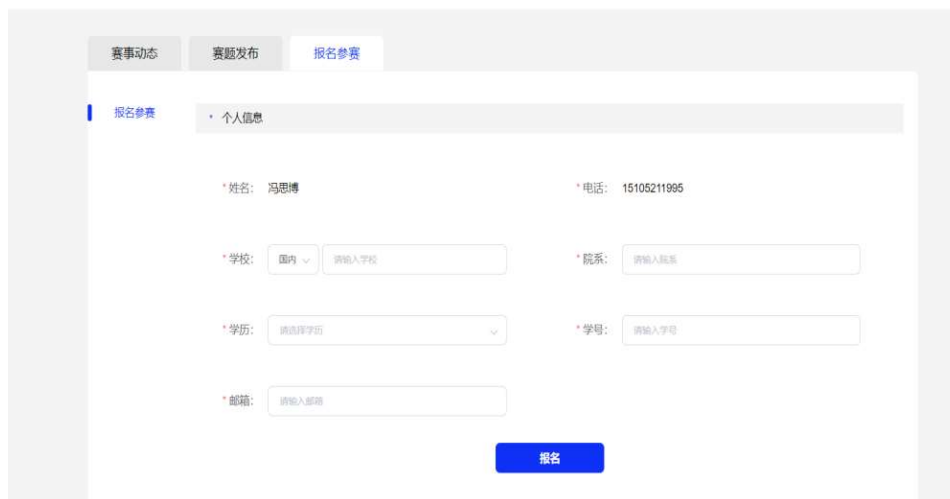 赛事动态 赛题发布 报名参赛
报名参赛 个人信息
*姓名： 冯思博 *电话： 15105211995
*学校： 国内 请输入学校 *院系： 请输入院系
*学历： 请选择学历 *学号： 请输入学号
*邮箱： 请输入邮箱
报名